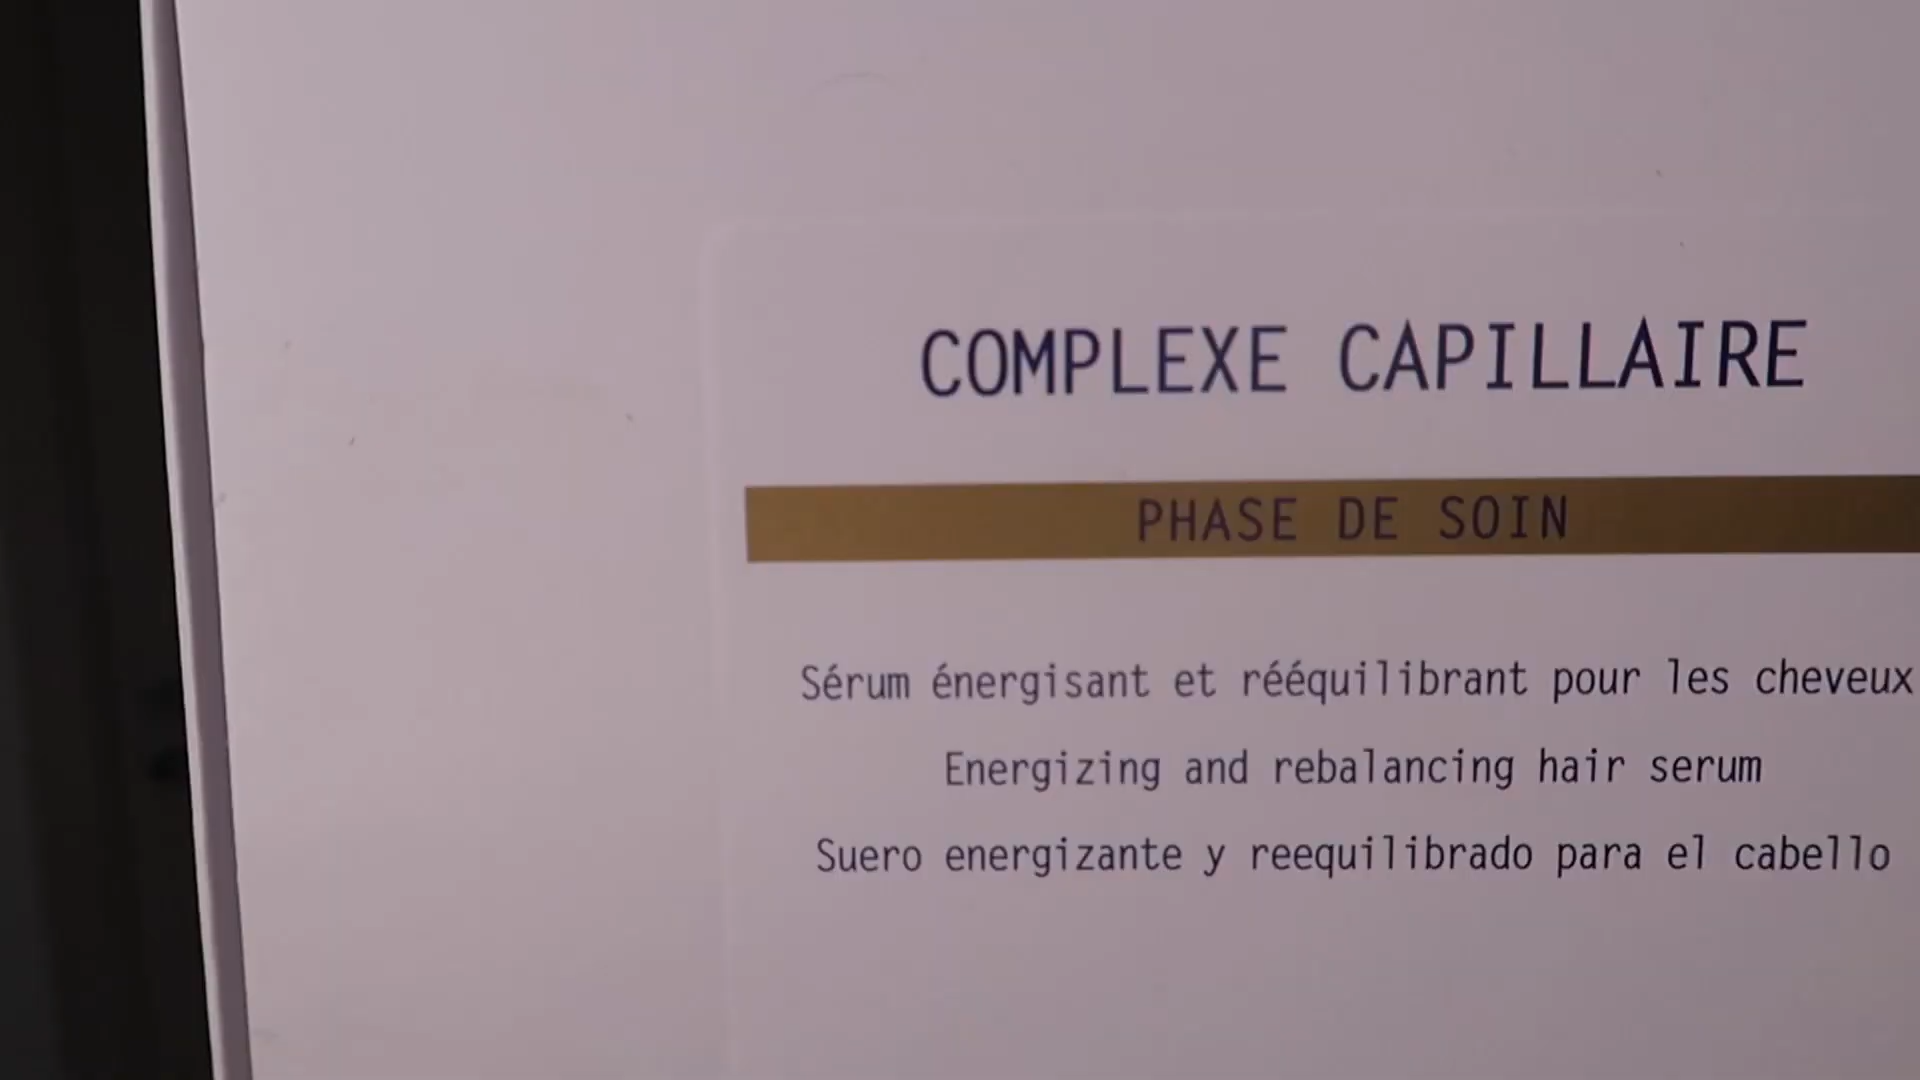 COMPLEXE CAPILLAIRE
PHASE DE SOIN
Sérum énergisant et rééquilibrant pour les cheveux
Energizing and rebalancing hair serum
Suero energizante y reequilibrado para el cabello